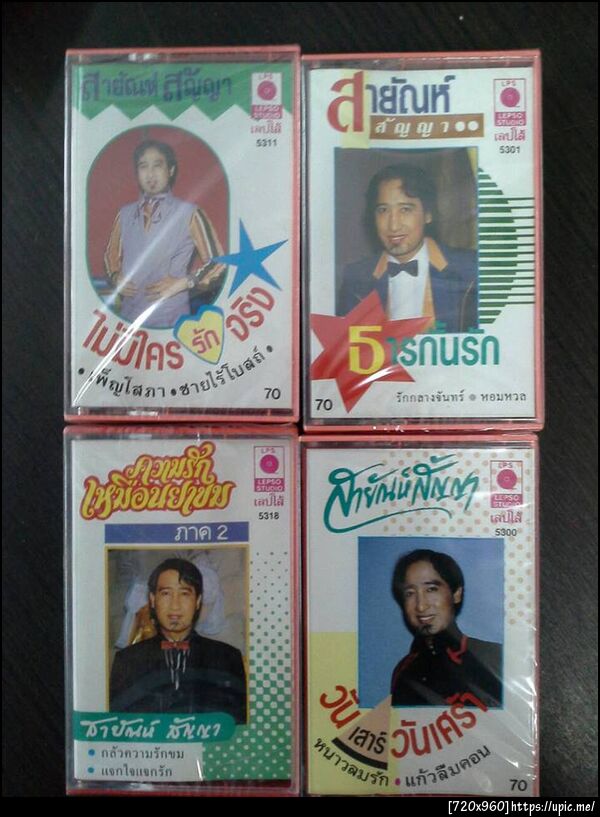 สายัณห์ สัญญา
LPS
LEPSO
STUDIO
เลปโส้
5311
ไม่มีใคร รัก จริง
• เพ็ญโสภา • ชายไร้โบสถ์ •
70
สายัณห์
สัญญา
LPS
LEPSO
STUDIO
เลปโส้
5301
ธารกั้นรัก
70
รักกลางจันทร์ • หอมหวล
ความรัก
เหมือนยาขม
ภาค 2
LPS
LEPSO
STUDIO
เลปโส้
5318
สายัณห์ สัญญา
• กลัวความรักขม
• แจกใจแจกรัก
สายัณห์ สัญญา
LPS
LEPSO
STUDIO
เลปโส้
5300
วันเสาร์ วันเศร้า
หนาวลมรัก • แก้วลืมคอน
70
[720x960]https://upic.me/